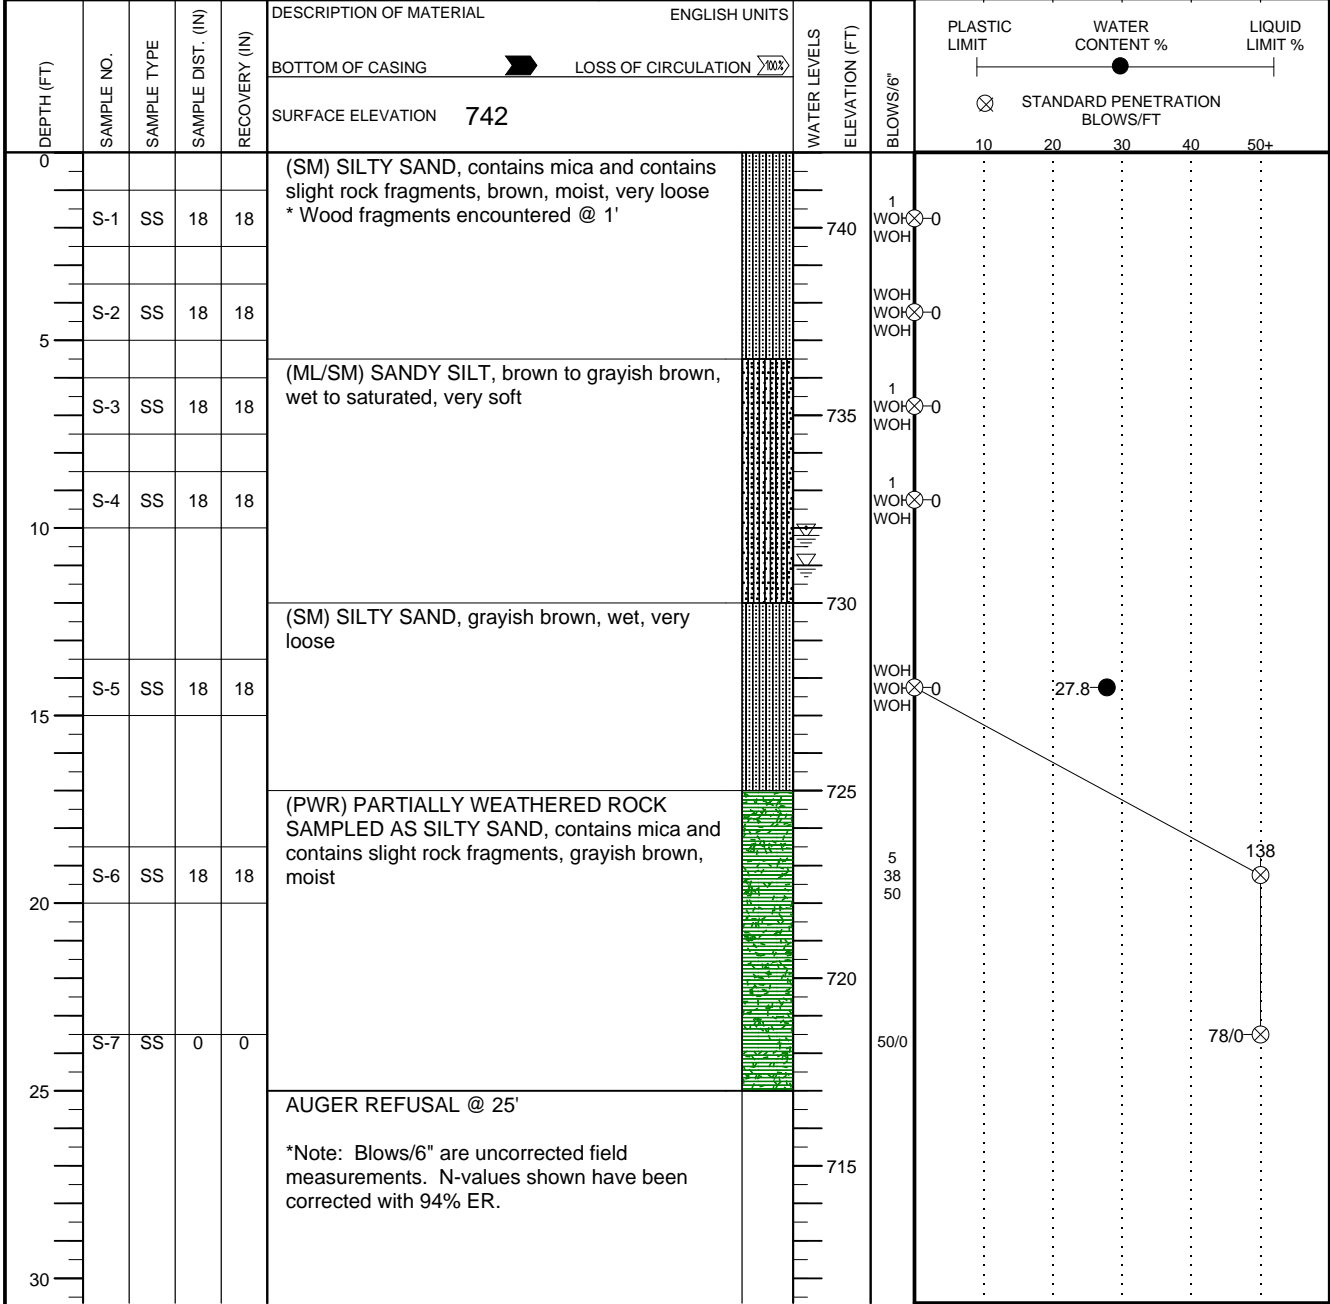 DEPTH (FT)
SAMPLE NO.
SAMPLE TYPE
SAMPLE DIST. (IN)
RECOVERY (IN)
DESCRIPTION OF MATERIAL ENGLISH UNITS
BOTTOM OF CASING LOSS OF CIRCULATION 100%
SURFACE ELEVATION 742
WATER LEVELS
ELEVATION (FT)
BLOWS/6"
PLASTIC LIMIT
WATER CONTENT %
LIQUID LIMIT %
STANDARD PENETRATION
BLOWS/FT
10 20 30 40 50+
0
(SM) SILTY SAND, contains mica and contains
slight rock fragments, brown, moist, very loose
* Wood fragments encountered @ 1'
S-1 SS 18 18
740
1
WOH 0
WOH
S-2 SS 18 18
WOH
WOH 0
WOH
5
(ML/SM) SANDY SILT, brown to grayish brown,
wet to saturated, very soft
S-3 SS 18 18
735
1
WOH 0
WOH
S-4 SS 18 18
1
WOH 0
WOH
10
730
(SM) SILTY SAND, grayish brown, wet, very
loose
S-5 SS 18 18
WOH
WOH 0 27.8
WOH
15
725
(PWR) PARTIALLY WEATHERED ROCK
SAMPLED AS SILTY SAND, contains mica and
contains slight rock fragments, grayish brown,
moist
S-6 SS 18 18
5
38
50
138
20
720
S-7 SS 0 0 50/0 78/0
25
AUGER REFUSAL @ 25'
*Note: Blows/6" are uncorrected field
measurements. N-values shown have been
corrected with 94% ER.
715
30